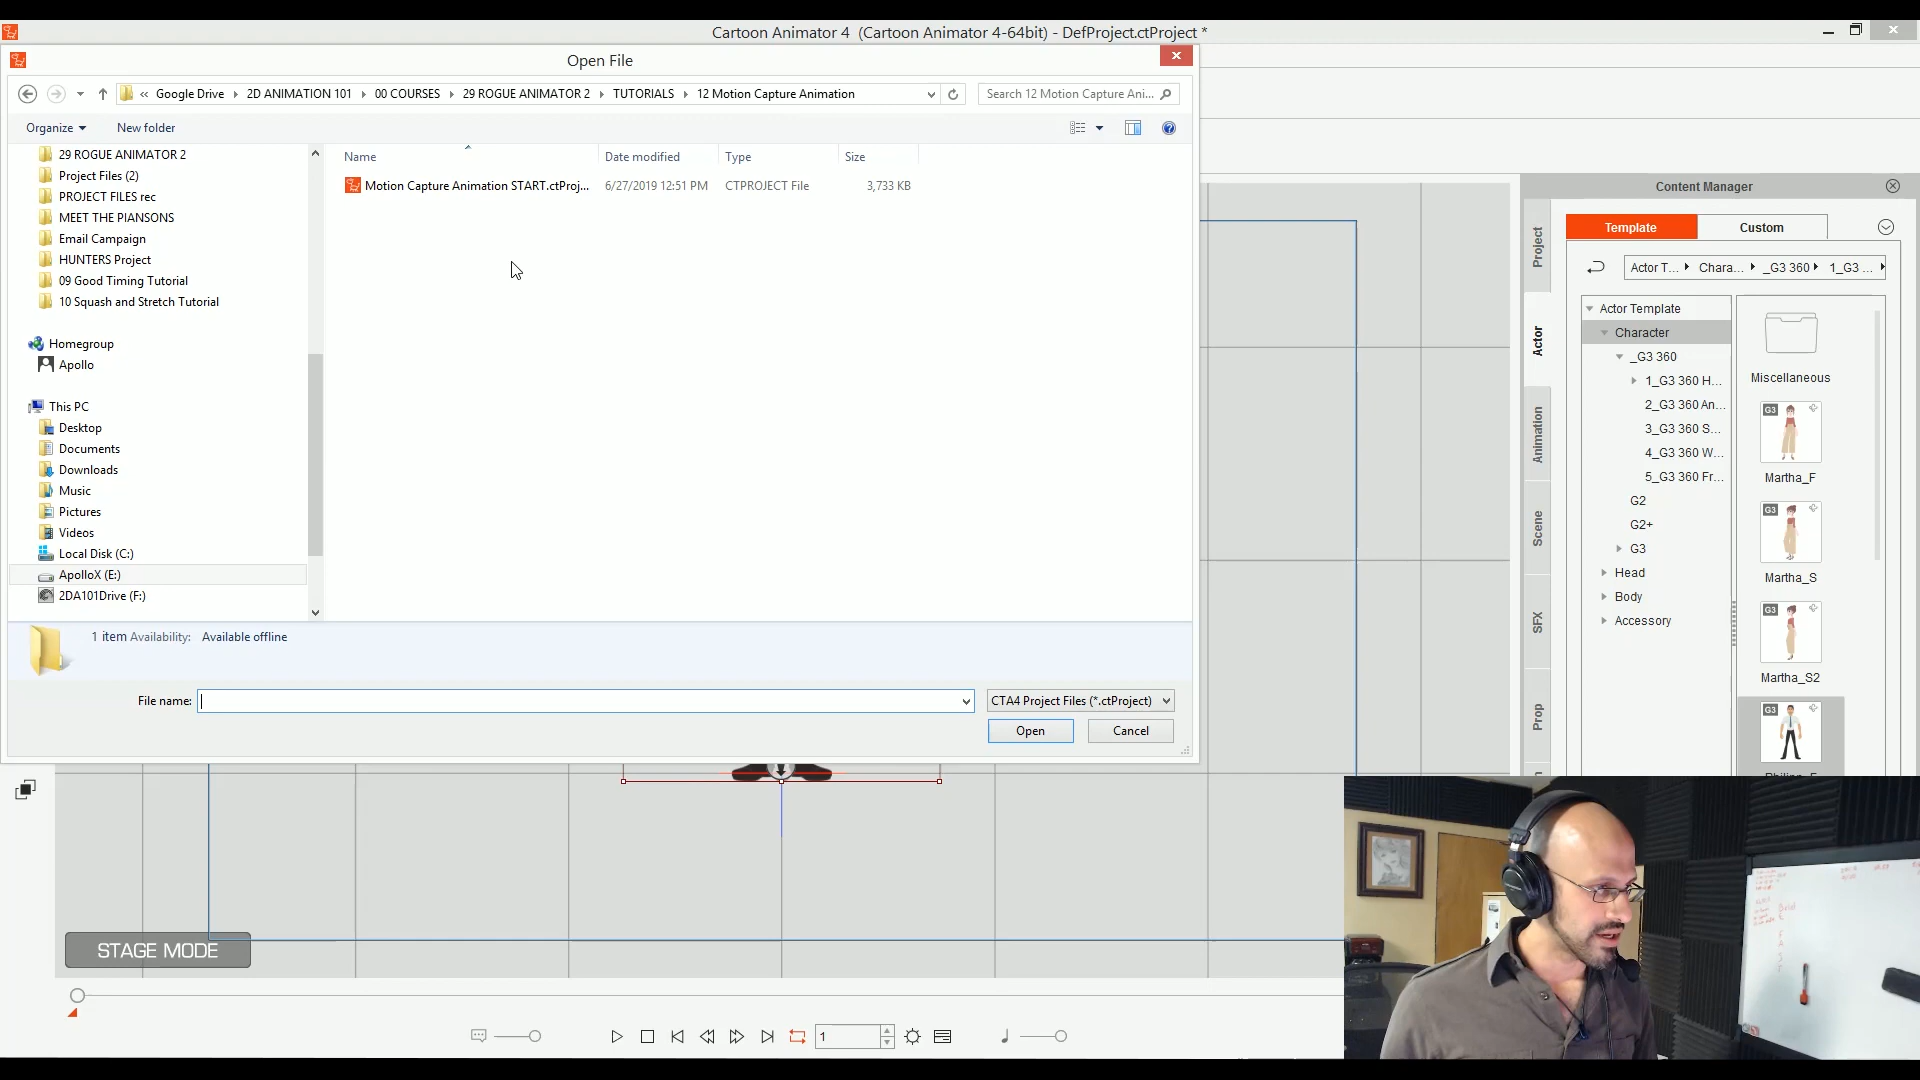 Cartoon Animator 4  (Cartoon Animator 4-64bit) - DefProject.ctProject *
Open File
« Google Drive 2D ANIMATION 101 00 COURSES 29 ROGUE ANIMATOR 2 TUTORIALS 12 Motion Capture Animation
Search 12 Motion Capture Ani...
Organize New folder
29 ROGUE ANIMATOR 2
Project Files (2)
PROJECT FILES rec
MEET THE PIANSONS
Email Campaign
HUNTERS Project
09 Good Timing Tutorial
10 Squash and Stretch Tutorial
Homegroup
Apollo
This PC
Desktop
Documents
Downloads
Music
Pictures
Videos
Local Disk (C:)
ApolloX (E:)
2DA101Drive (F:)
Name Date modified Type Size
Motion Capture Animation START.ctProj... 6/27/2019 12:51 PM CTPROJECT File 3,733 KB
1 item Availability: Available offline
File name: CTA4 Project Files (*.ctProject)
Open Cancel
STAGE MODE
1
Content Manager
Project
Actor
Animation
Scene
SFX
Prop
Template Custom
Actor T... Chara... _G3 360 1_G3 ...
Actor Template
Character
_G3 360
1_G3 360 H...
2_G3 360 An...
3_G3 360 S...
4_G3 360 W...
5_G3 360 Fr...
G2
G2+
G3
Head
Body
Accessory
Miscellaneous
G3
Martha_F
G3
Martha_S
G3
Martha_S2
G3